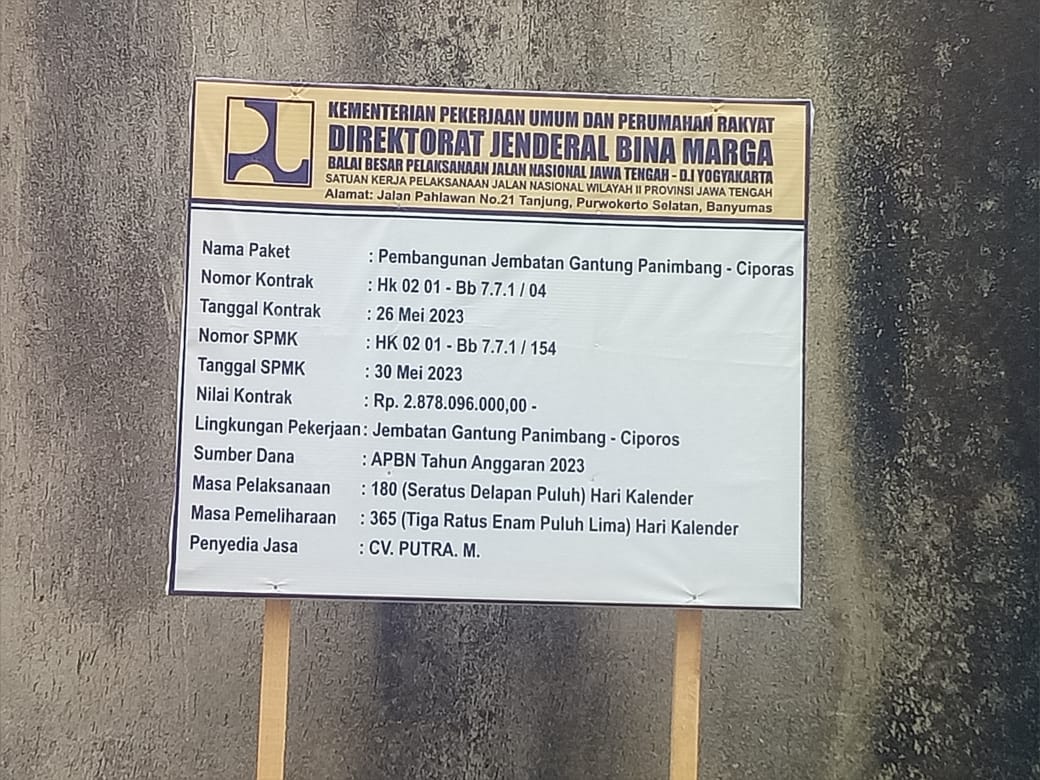 KEMENTERIAN PEKERJAAN UMUM DAN PERUMAHAN RAKYAT
DIREKTORAT JENDERAL BINA MARGA
BALAI BESAR PELAKSANAAN JALAN NASIONAL JAWA TENGAH - D.I YOGYAKARTA
SATUAN KERJA PELAKSANAAN JALAN NASIONAL WILAYAH II PROVINSI JAWA TENGAH
Alamat: Jalan Pahlawan No.21 Tanjung, Purwokerto Selatan, Banyumas
Nama Paket : Pembangunan Jembatan Gantung Panimbang - Ciporas
Nomor Kontrak : Hk 02 01 - Bb 7.7.1 / 04
Tanggal Kontrak : 26 Mei 2023
Nomor SPMK : HK 02 01 - Bb 7.7.1 / 154
Tanggal SPMK : 30 Mei 2023
Nilai Kontrak : Rp. 2.878.096.000,00 -
Lingkungan Pekerjaan : Jembatan Gantung Panimbang - Ciporos
Sumber Dana : APBN Tahun Anggaran 2023
Masa Pelaksanaan : 180 (Seratus Delapan Puluh) Hari Kalender
Masa Pemeliharaan : 365 (Tiga Ratus Enam Puluh Lima) Hari Kalender
Penyedia Jasa : CV. PUTRA. M.